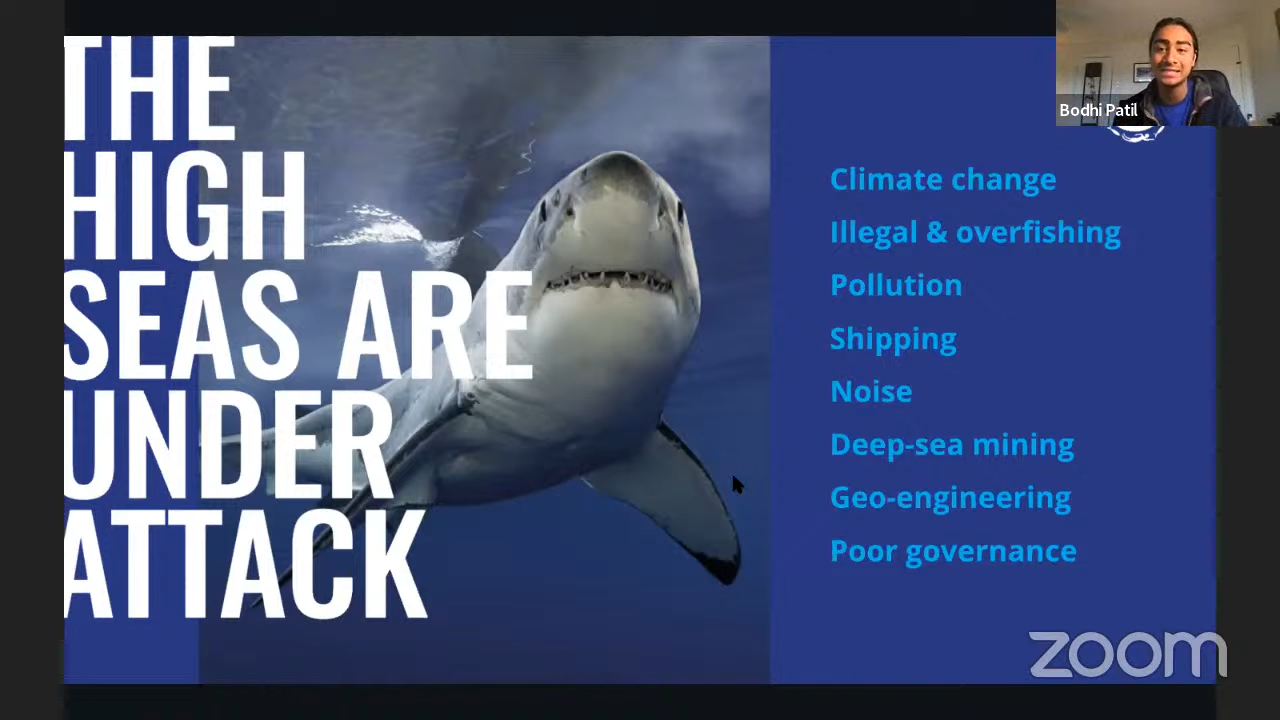 THE
HIGH
SEAS ARE
UNDER
ATTACK
Bodhi Patil
Climate change
Illegal & overfishing
Pollution
Shipping
Noise
Deep-sea mining
Geo-engineering
Poor governance
zoom